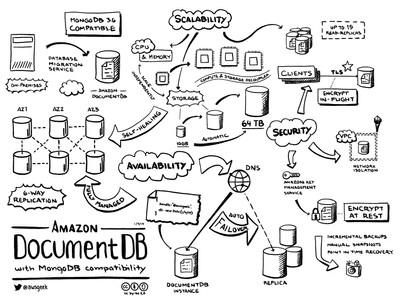 MONGODB 3.6
COMPATIBLE
SCALABILITY
UP TO 15
READ-REPLICAS
CPU
& MEMORY
DATABASE
MIGRATION
SERVICE
ON-PREMISES
AMAZON
DOCUMENTDB
COMPUTE & STORAGE DECOUPLED
CLIENTS
TLS
ENCRYPT
IN-FLIGHT
STORAGE
AZ1
AZ2
AZ3
SELF-HEALING
10GB
AUTOMATIC
64 TB
SECURITY
VPC
NETWORK
ISOLATION
AVAILABILITY
DNS
6-WAY
REPLICATION
FULLY MANAGED
AMAZON KEY
MANAGEMENT
SERVICE
AUTO
FAILOVER
ENCRYPT
AT REST
AMAZON
DOCUMENTDB
with MONGODB COMPATIBILITY
@awsgeek
DOCUMENTDB
INSTANCE
REPLICA
INCREMENTAL BACKUPS
MANUAL SNAPSHOTS
POINT IN TIME RECOVERY